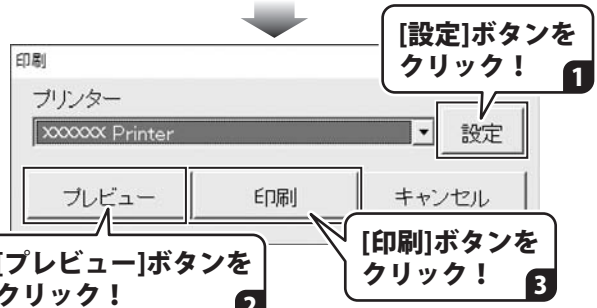 [設定]ボタンを
クリック！
1
印刷
プリンター
xxxxxx Printer
設定
プレビュー
印刷
キャンセル
[プレビュー]ボタンを
クリック！
2
[印刷]ボタンを
クリック！
3